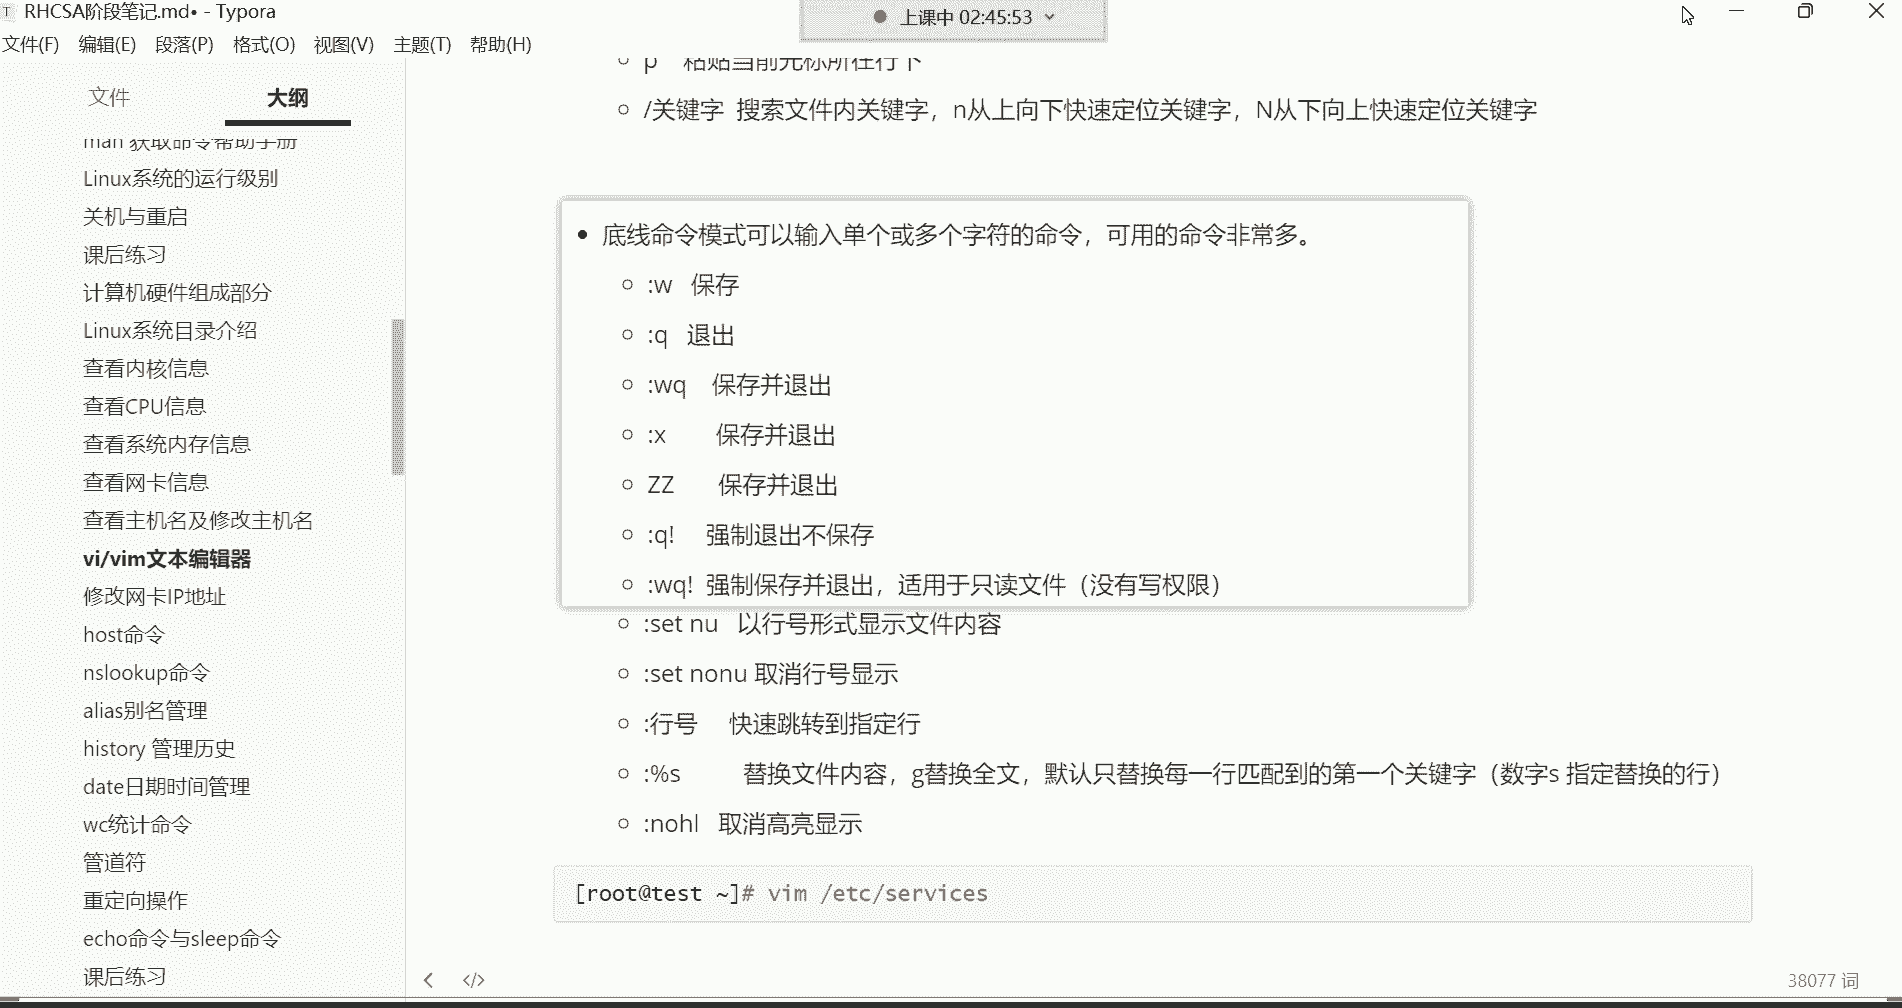 RHCSA阶段笔记.md• - Typora
上课中 02:45:53
文件(F) 编辑(E) 段落(P) 格式(O) 视图(V) 主题(T) 帮助(H)
文件 大纲
man 获取命令帮助手册
Linux系统的运行级别
关机与重启
课后练习
计算机硬件组成部分
Linux系统目录介绍
查看内核信息
查看CPU信息
查看系统内存信息
查看网卡信息
查看主机名及修改主机名
vi/vim文本编辑器
修改网卡IP地址
host命令
nslookup命令
alias别名管理
history 管理历史
date日期时间管理
wc统计命令
管道符
重定向操作
echo命令与sleep命令
课后练习
p 粘贴当前光标所在行下
/关键字 搜索文件内关键字，n从上向下快速定位关键字，N从下向上快速定位关键字
底线命令模式可以输入单个或多个字符的命令，可用的命令非常多。
:w 保存
:q 退出
:wq 保存并退出
:x 保存并退出
ZZ 保存并退出
:q! 强制退出不保存
:wq! 强制保存并退出，适用于只读文件（没有写权限）
:set nu 以行号形式显示文件内容
:set nonu 取消行号显示
:行号 快速跳转到指定行
:%s 替换文件内容，g替换全文，默认只替换每一行匹配到的第一个关键字（数字s 指定替换的行）
:nohl 取消高亮显示
[root@test ~]# vim /etc/services
38077 词